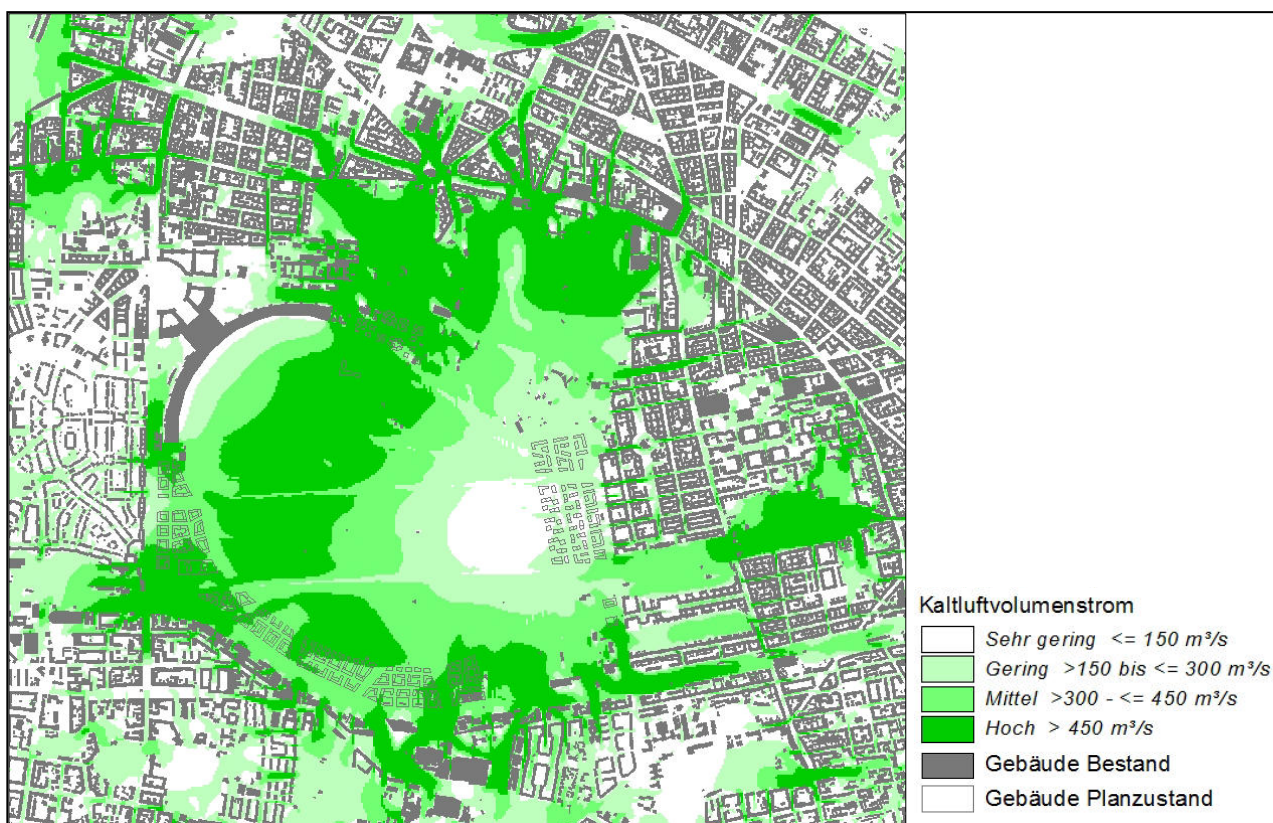 Kaltluftvolumenstrom
Sehr gering <= 150 m³/s
Gering >150 bis <= 300 m³/s
Mittel >300 - <= 450 m³/s
Hoch > 450 m³/s
Gebäude Bestand
Gebäude Planzustand